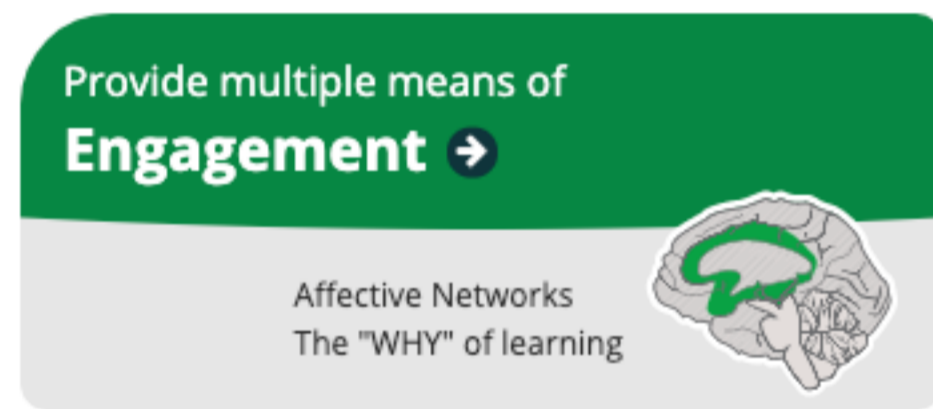 Provide multiple means of
Engagement
Affective Networks
The "WHY" of learning